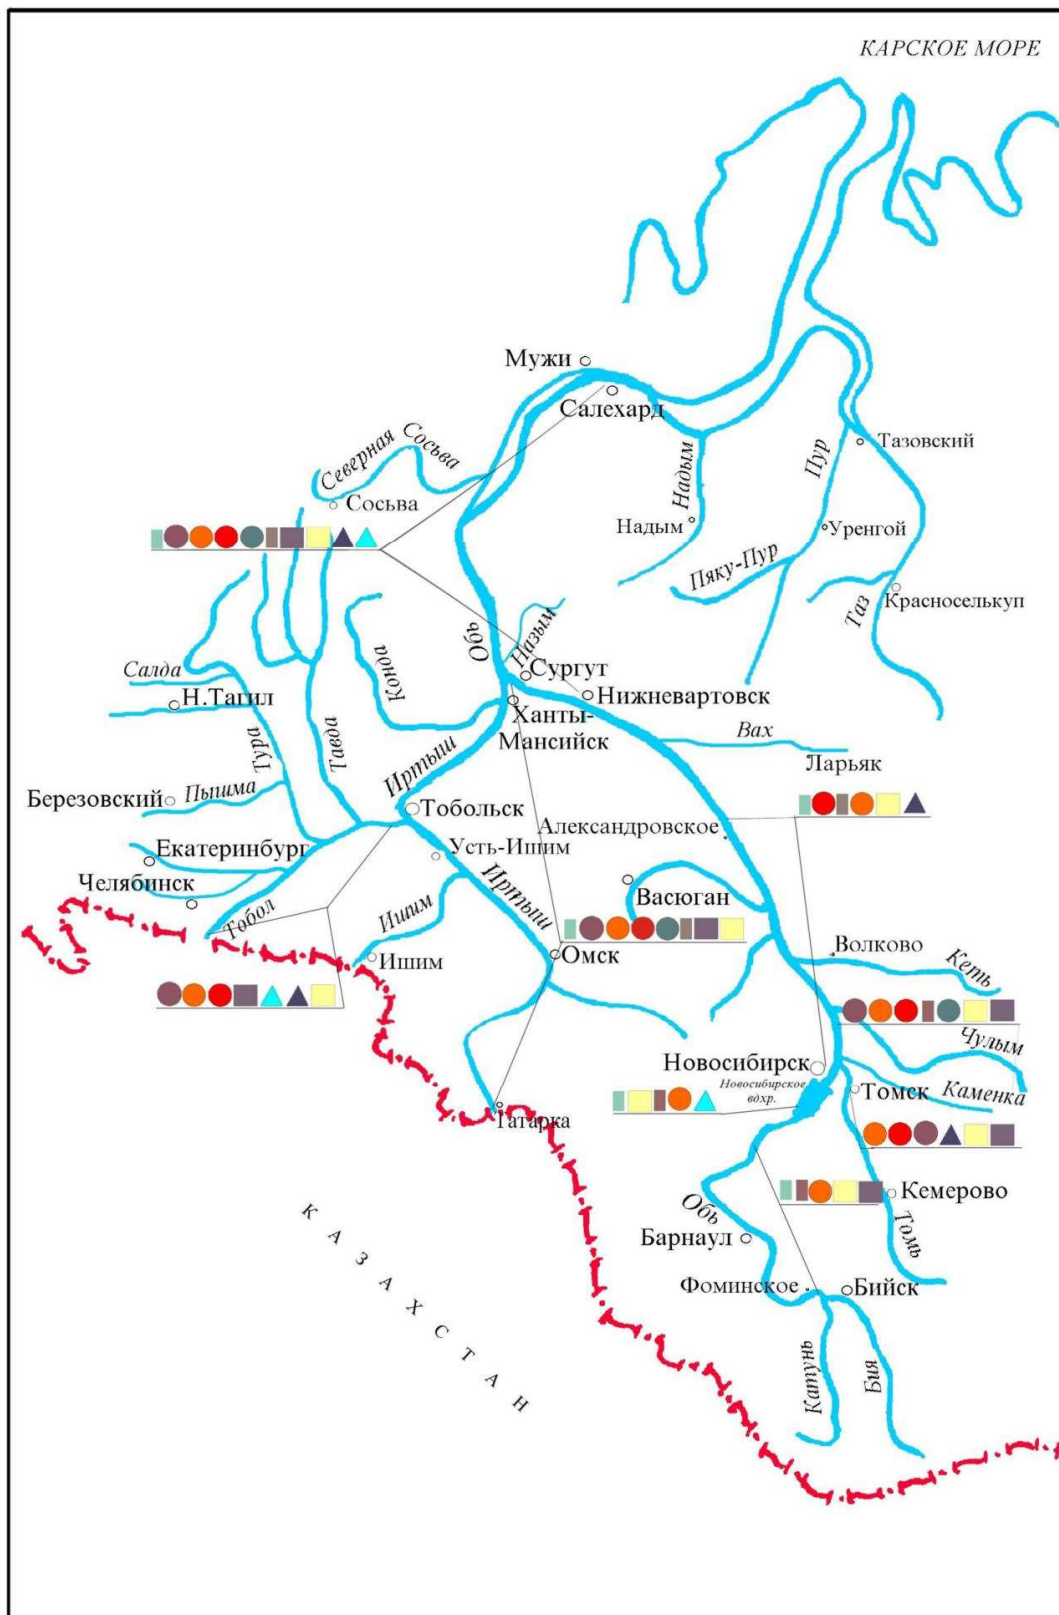 КАРСКОЕ МОРЕ
Мужи
Салехард
Северная Сосьва
Сосьва
Надым
Надым
Пур
Тазовский
Уренгой
Пяку-Пур
Таз
Красноселькуп
Обь
Назым
Конда
Салда
Н.Тагил
Сургут
Нижневартовск
Ханты-
Мансийск
Вах
Ларьяк
Тура
Тавда
Иртыш
Березовский
Пышма
Тобольск
Александровское
Екатеринбург
Усть-Ишим
Челябинск
Васюган
Иртыш
Тобол
Ишим
Ишим
Омск
Волково
Кеть
Чулым
Новосибирск
Новосибирское
вдхр.
Томск
Каменка
Татарка
Кемерово
Обь
Томь
Барнаул
Фоминское
Бийск
Катунь
Бия
КАЗАХСТАН